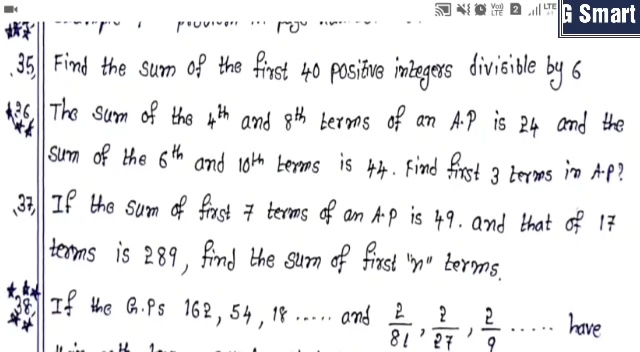 G Smart
35, Find the sum of the first 40 positive integers divisible by 6
36, The sum of the 4th and 8th terms of an A.P is 24 and the
sum of the 6th and 10th terms is 44. Find first 3 terms in A.P?
37, If the sum of first 7 terms of an A.P is 49. and that of 17
terms is 289, find the sum of first "n" terms.
38, If the G.Ps 162, 54, 18 ..... and 2/81, 2/27, 2/9 ..... have